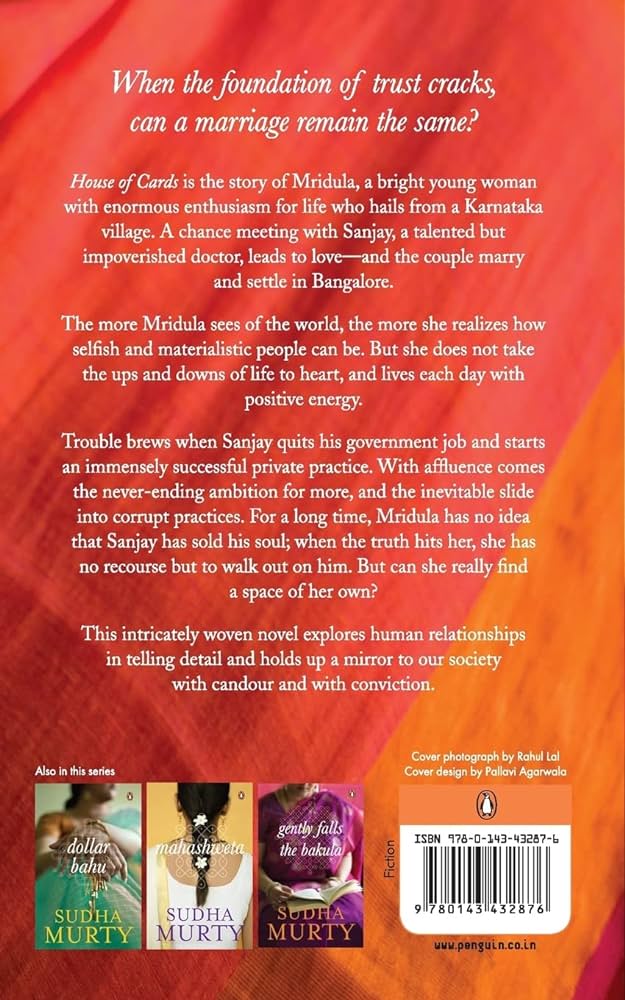 When the foundation of trust cracks,
can a marriage remain the same?
House of Cards is the story of Mridula, a bright young woman
with enormous enthusiasm for life who hails from a Karnataka
village. A chance meeting with Sanjay, a talented but
impoverished doctor, leads to love—and the couple marry
and settle in Bangalore.
The more Mridula sees of the world, the more she realizes how
selfish and materialistic people can be. But she does not take
the ups and downs of life to heart, and lives each day with
positive energy.
Trouble brews when Sanjay quits his government job and starts
an immensely successful private practice. With affluence comes
the never-ending ambition for more, and the inevitable slide
into corrupt practices. For a long time, Mridula has no idea
that Sanjay has sold his soul; when the truth hits her, she has
no recourse but to walk out on him. But can she really find
a space of her own?
This intricately woven novel explores human relationships
in telling detail and holds up a mirror to our society
with candour and with conviction.
Cover photograph by Rahul Lal
Cover design by Pallavi Agarwala
Also in this series
dollar
bahu
SUDHA
MURTY
mahashweta
SUDHA
MURTY
gently falls
the bakula
SUDHA
MURTY
Fiction
ISBN 978-0-143-43287-6
9 780143 432876
www.penguin.co.in